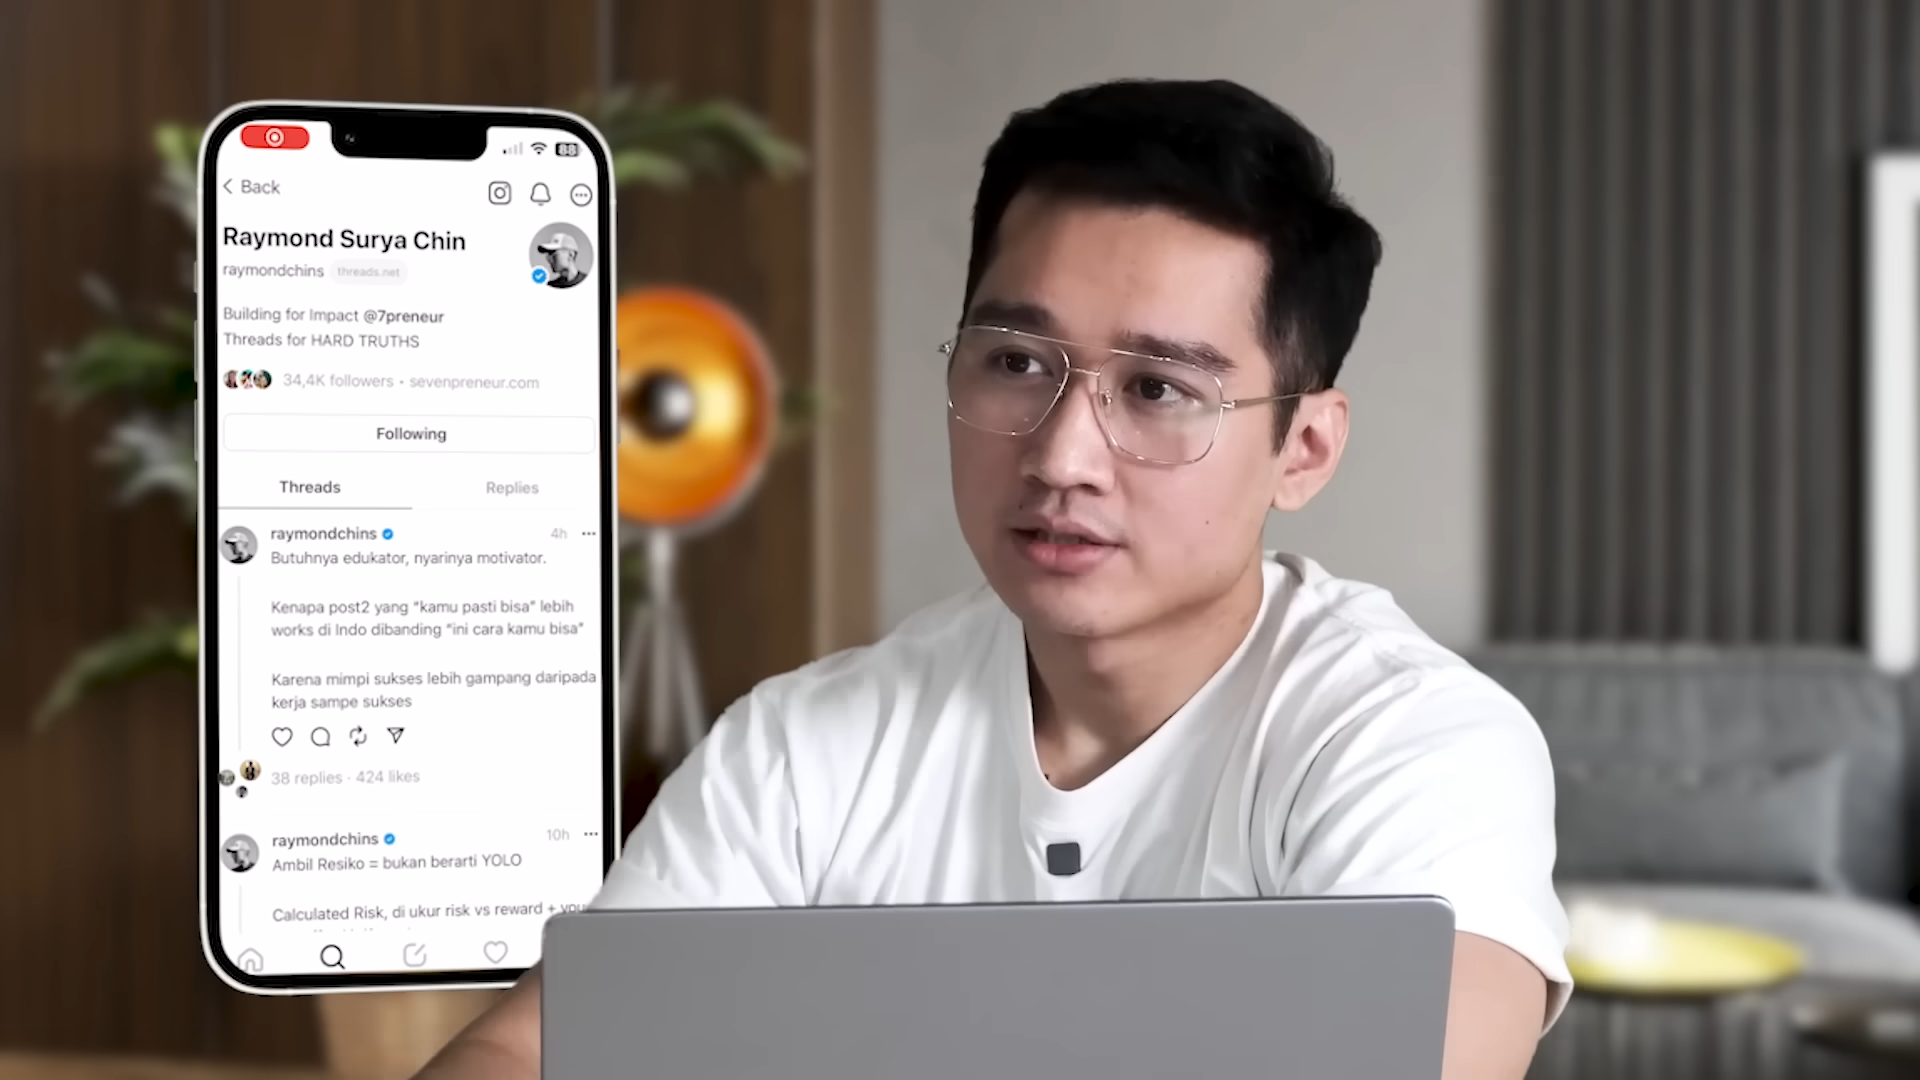 Back
Raymond Surya Chin
raymondchins threads.net
Building for Impact @7preneur
Threads for HARD TRUTHS
34,4K followers • sevenpreneur.com
Following
Threads Replies
raymondchins 4h
Butuhnya edukator, nyarinya motivator.
Kenapa post2 yang “kamu pasti bisa” lebih
works di Indo dibanding “ini cara kamu bisa”
Karena mimpi sukses lebih gampang daripada
kerja sampe sukses
38 replies · 424 likes
raymondchins 10h
Ambil Resiko = bukan berarti YOLO
Calculated Risk, di ukur risk vs reward +